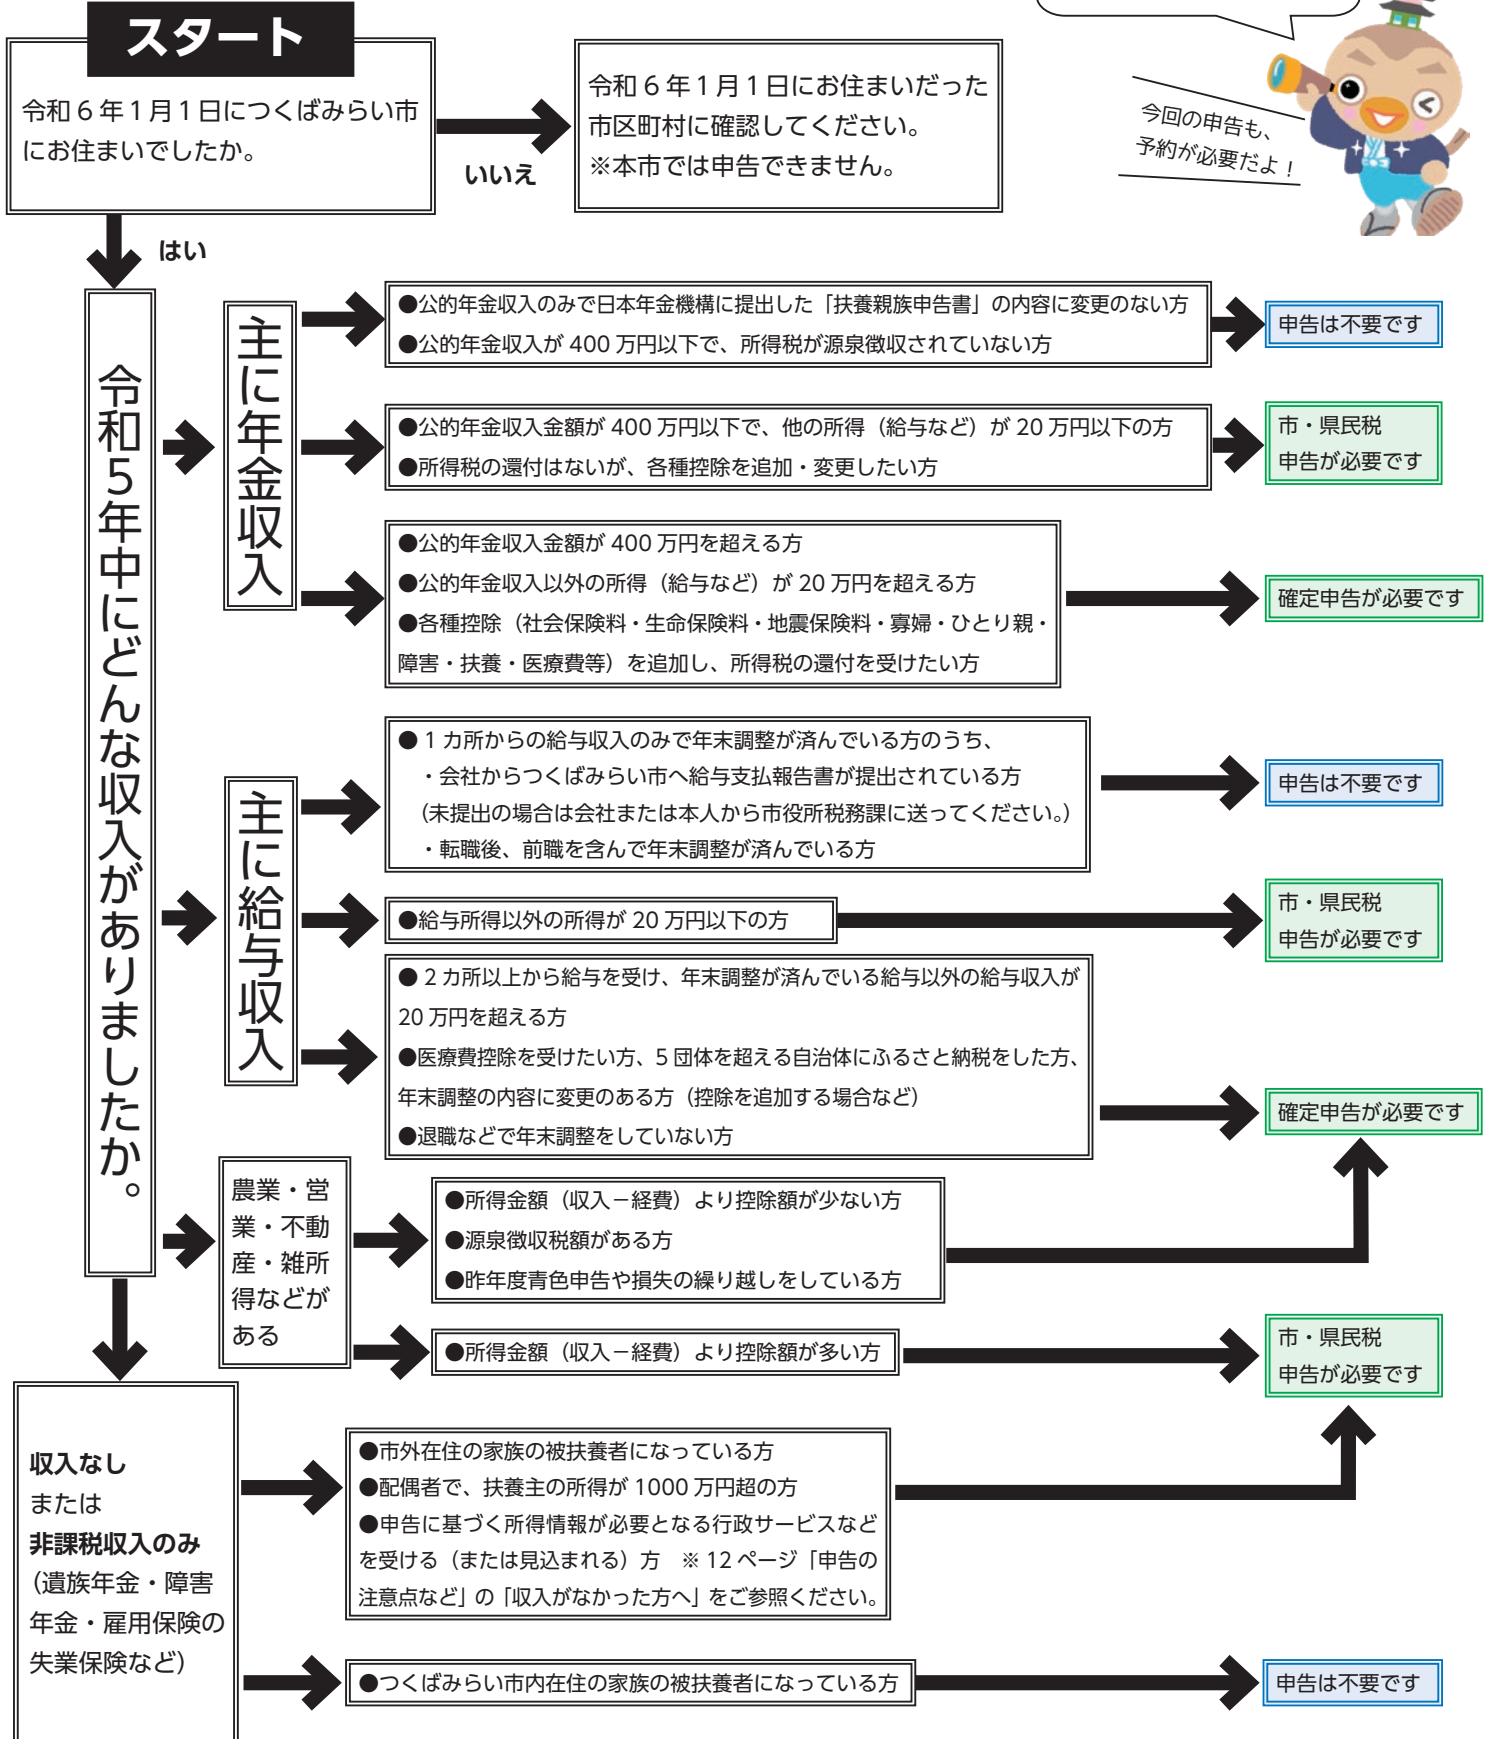 スタート
令和６年１月１日につくばみらい市
にお住まいでしたか。
いいえ
令和６年１月１日にお住まいだった
市区町村に確認してください。
※本市では申告できません。
今回の申告も、
予約が必要だよ！
はい
令和５年中にどんな収入がありましたか。
主に年金収入
●公的年金収入のみで日本年金機構に提出した「扶養親族申告書」の内容に変更のない方
●公的年金収入が 400 万円以下で、所得税が源泉徴収されていない方
申告は不要です
●公的年金収入金額が 400 万円以下で、他の所得（給与など）が 20 万円以下の方
●所得税の還付はないが、各種控除を追加・変更したい方
市・県民税
申告が必要です
●公的年金収入金額が 400 万円を超える方
●公的年金収入以外の所得（給与など）が 20 万円を超える方
●各種控除（社会保険料・生命保険料・地震保険料・寡婦・ひとり親・
障害・扶養・医療費等）を追加し、所得税の還付を受けたい方
確定申告が必要です
主に給与収入
●１カ所からの給与収入のみで年末調整が済んでいる方のうち、
・会社からつくばみらい市へ給与支払報告書が提出されている方
（未提出の場合は会社または本人から市役所税務課に送ってください。）
・転職後、前職を含んで年末調整が済んでいる方
申告は不要です
●給与所得以外の所得が 20 万円以下の方
市・県民税
申告が必要です
●２カ所以上から給与を受け、年末調整が済んでいる給与以外の給与収入が
20 万円を超える方
●医療費控除を受けたい方、５団体を超える自治体にふるさと納税をした方、
年末調整の内容に変更のある方（控除を追加する場合など）
●退職などで年末調整をしていない方
確定申告が必要です
農業・営
業・不動
産・雑所
得などが
ある
●所得金額（収入－経費）より控除額が少ない方
●源泉徴収税額がある方
●昨年度青色申告や損失の繰り越しをしている方
●所得金額（収入－経費）より控除額が多い方
市・県民税
申告が必要です
収入なし
または
非課税収入のみ
（遺族年金・障害
年金・雇用保険の
失業保険など）
●市外在住の家族の被扶養者になっている方
●配偶者で、扶養主の所得が 1000 万円超の方
●申告に基づく所得情報が必要となる行政サービスなど
を受ける（または見込まれる）方　※ 12 ページ「申告の
注意点など」の「収入がなかった方へ」をご参照ください。
●つくばみらい市内在住の家族の被扶養者になっている方
申告は不要です